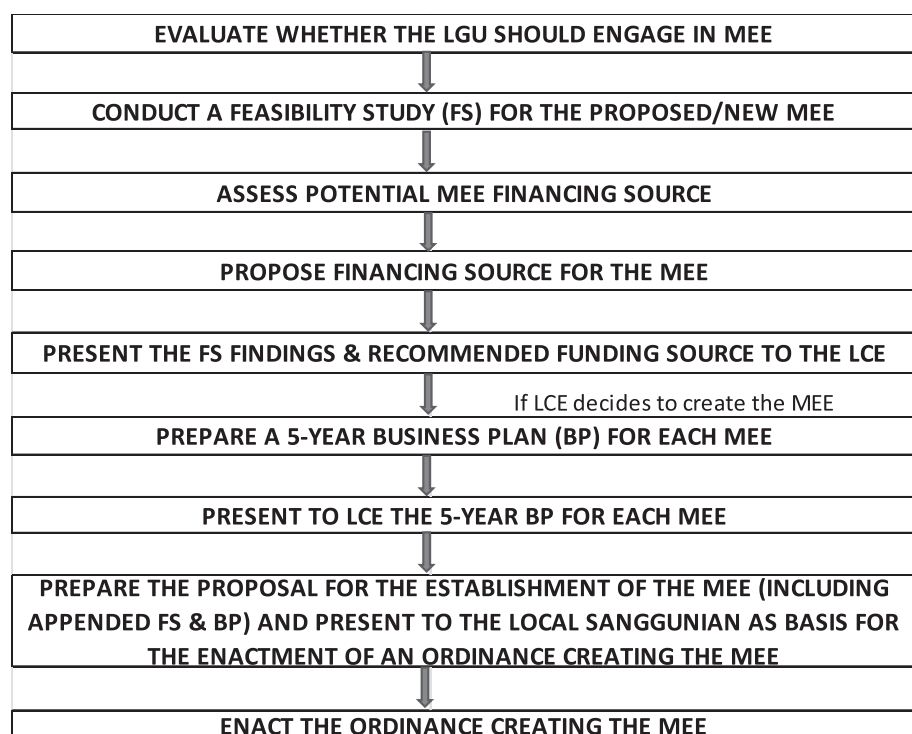 EVALUATE WHETHER THE LGU SHOULD ENGAGE IN MEE
CONDUCT A FEASIBILITY STUDY (FS) FOR THE PROPOSED/NEW MEE
ASSESS POTENTIAL MEE FINANCING SOURCE
PROPOSE FINANCING SOURCE FOR THE MEE
PRESENT THE FS FINDINGS & RECOMMENDED FUNDING SOURCE TO THE LCE
If LCE decides to create the MEE
PREPARE A 5-YEAR BUSINESS PLAN (BP) FOR EACH MEE
PRESENT TO LCE THE 5-YEAR BP FOR EACH MEE
PREPARE THE PROPOSAL FOR THE ESTABLISHMENT OF THE MEE (INCLUDING
APPENDED FS & BP) AND PRESENT TO THE LOCAL SANGGUNIAN AS BASIS FOR
THE ENACTMENT OF AN ORDINANCE CREATING THE MEE
ENACT THE ORDINANCE CREATING THE MEE